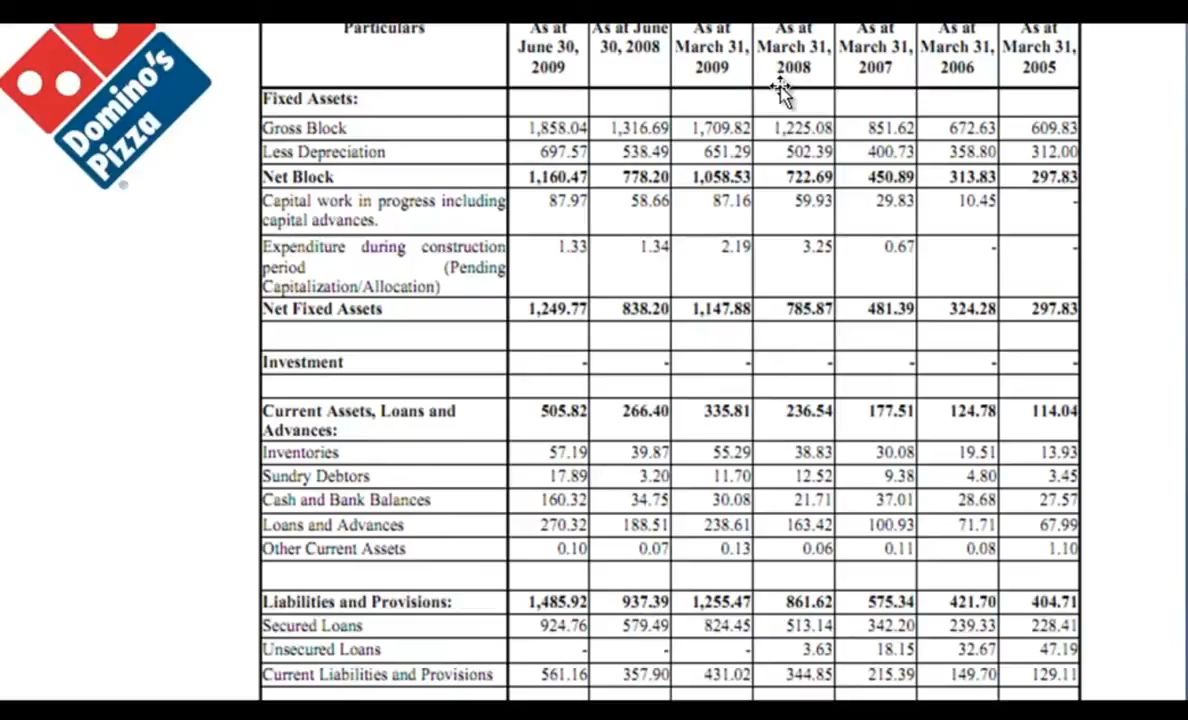 Particulars As at As at June As at As at As at As at As at
June 30, 30, 2008 March 31, March 31, March 31, March 31, March 31,
2009 2009 2008 2007 2006 2005
Domino's
Pizza
®
Fixed Assets:
Gross Block 1,858.04 1,316.69 1,709.82 1,225.08 851.62 672.63 609.83
Less Depreciation 697.57 538.49 651.29 502.39 400.73 358.80 312.00
Net Block 1,160.47 778.20 1,058.53 722.69 450.89 313.83 297.83
Capital work in progress including 87.97 58.66 87.16 59.93 29.83 10.45 -
capital advances.
Expenditure during construction 1.33 1.34 2.19 3.25 0.67 - -
period (Pending
Capitalization/Allocation)
Net Fixed Assets 1,249.77 838.20 1,147.88 785.87 481.39 324.28 297.83
Investment - - - - - - -
Current Assets, Loans and 505.82 266.40 335.81 236.54 177.51 124.78 114.04
Advances:
Inventories 57.19 39.87 55.29 38.83 30.08 19.51 13.93
Sundry Debtors 17.89 3.20 11.70 12.52 9.38 4.80 3.45
Cash and Bank Balances 160.32 34.75 30.08 21.71 37.01 28.68 27.57
Loans and Advances 270.32 188.51 238.61 163.42 100.93 71.71 67.99
Other Current Assets 0.10 0.07 0.13 0.06 0.11 0.08 1.10
Liabilities and Provisions: 1,485.92 937.39 1,255.47 861.62 575.34 421.70 404.71
Secured Loans 924.76 579.49 824.45 513.14 342.20 239.33 228.41
Unsecured Loans - - - 3.63 18.15 32.67 47.19
Current Liabilities and Provisions 561.16 357.90 431.02 344.85 215.39 149.70 129.11